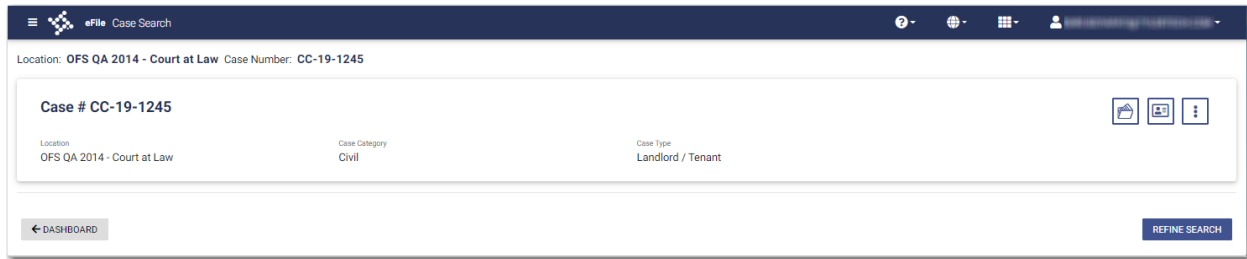 eFile Case Search
Location: OFS QA 2014 - Court at Law Case Number: CC-19-1245
Case # CC-19-1245
Location Case Category Case Type
OFS QA 2014 - Court at Law Civil Landlord / Tenant
DASHBOARD REFINE SEARCH